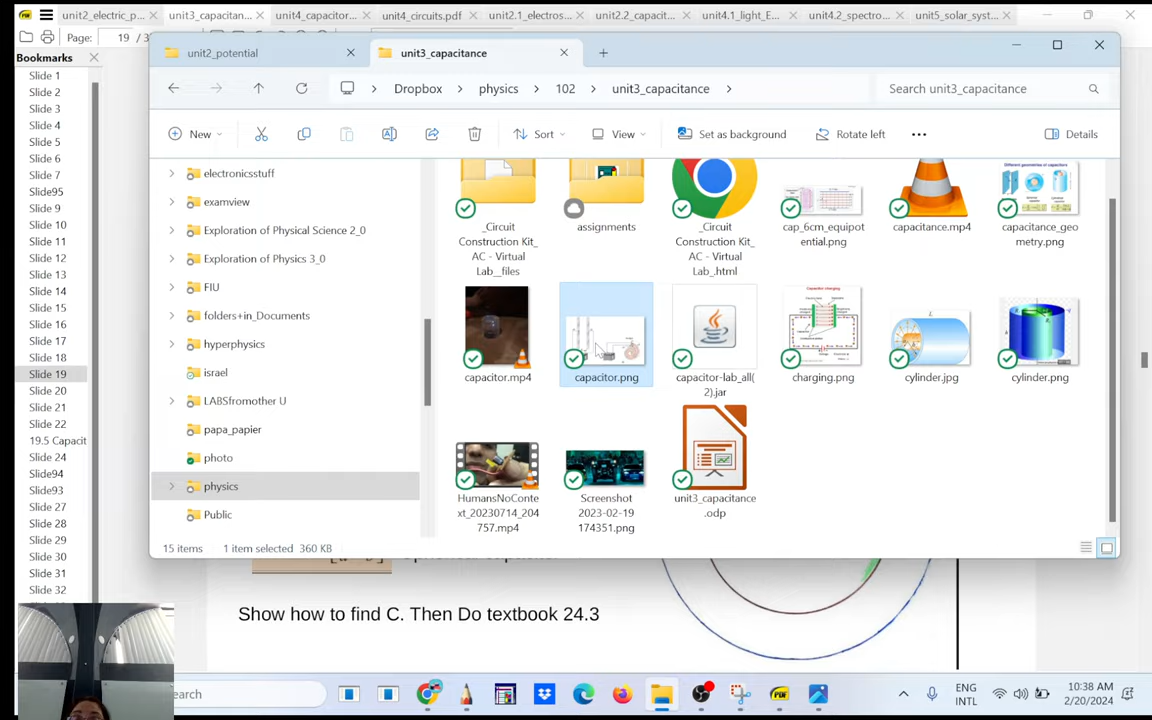 unit2_electric_p...
unit3_capacitan...
unit4_capacitor...
unit4_circuits.pdf
unit2.1_electros...
unit2.2_capacit...
unit4.1_light_E...
unit4.2_spectro...
unit5_solar_syst...
Page:
19 / 3
Bookmarks
Slide 1
Slide 2
Slide 3
Slide 4
Slide 5
Slide 6
Slide 7
Slide95
Slide 9
Slide 10
Slide 11
Slide 12
Slide 13
Slide 14
Slide 15
Slide 16
Slide 17
Slide 18
Slide 19
Slide 20
Slide 21
Slide 22
19.5 Capacit
Slide 24
Slide94
Slide93
Slide 27
Slide 28
Slide 29
Slide 30
Slide 31
Slide 32
unit2_potential
unit3_capacitance
Dropbox
physics
102
unit3_capacitance
Search unit3_capacitance
New
Sort
View
Set as background
Rotate left
Details
electronicsstuff
examview
Exploration of Physical Science 2_0
Exploration of Physics 3_0
FIU
folders+in_Documents
hyperphysics
israel
LABSfromother U
papa_papier
photo
physics
Public
_Circuit
Construction Kit_
AC - Virtual
Lab__files
assignments
_Circuit
Construction Kit_
AC - Virtual
Lab_.html
cap_6cm_equipot
ential.png
capacitance.mp4
Different geometries of capacitors
capacitance_geo
metry.png
capacitor.mp4
capacitor.png
capacitor-lab_all(
2).jar
Capacitor charging
charging.png
cylinder.jpg
cylinder.png
HumansNoConte
xt_20230714_204
757.mp4
Screenshot
2023-02-19
174351.png
unit3_capacitance
.odp
15 items
1 item selected
360 KB
Show how to find C. Then Do textbook 24.3
earch
PDF
ENG
INTL
10:38 AM
2/20/2024